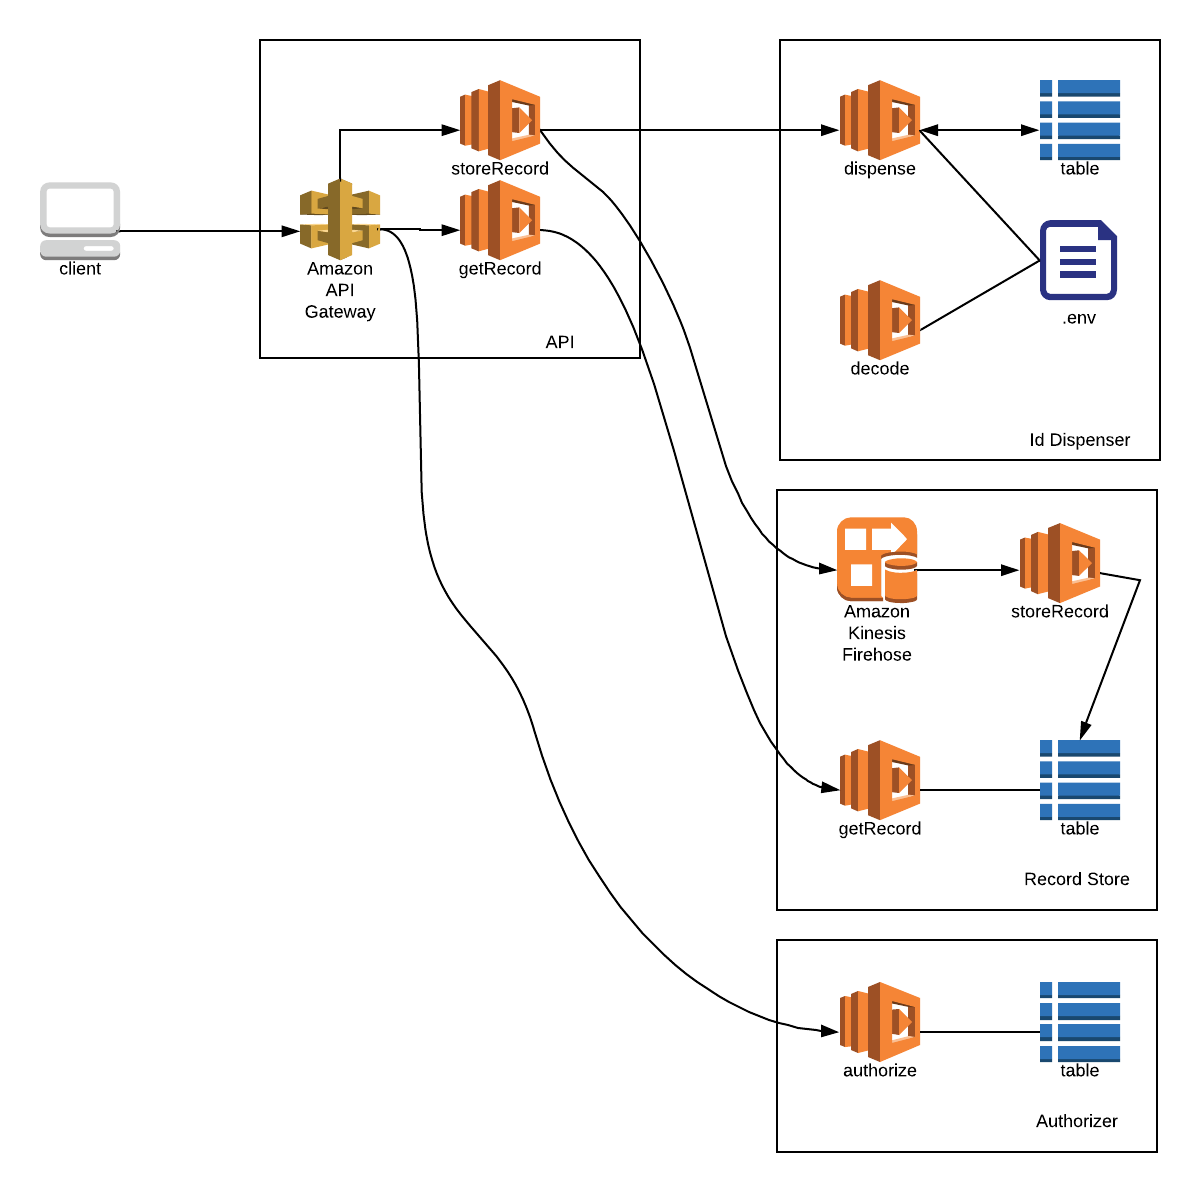 client
Amazon
API
Gateway
storeRecord
getRecord
API
dispense
table
.env
decode
Id Dispenser
Amazon
Kinesis
Firehose
storeRecord
getRecord
table
Record Store
authorize
table
Authorizer